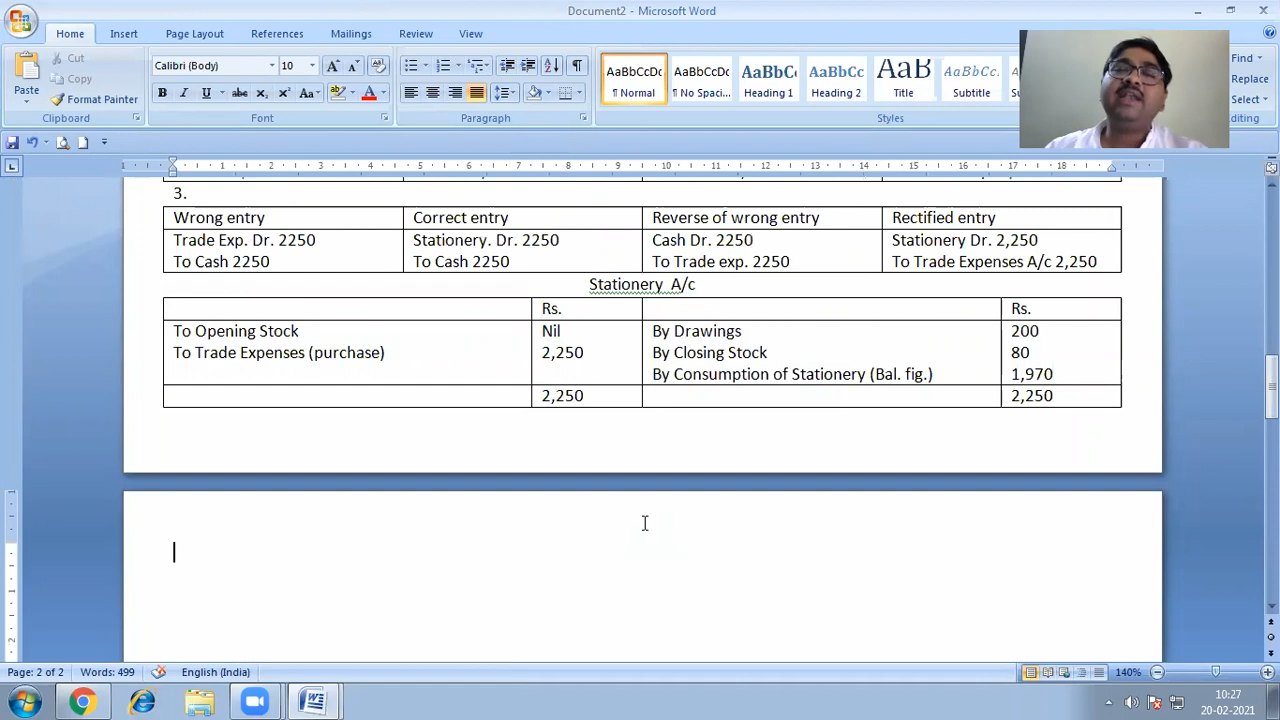 Document2 - Microsoft Word
Home Insert Page Layout References Mailings Review View
Paste
Cut
Copy
Format Painter
Clipboard
Calibri (Body) 10
Font
Paragraph
AaBbCcDc AaBbCcDc AaBbC AaBbCc AaB AaBbCc.
¶ Normal ¶ No Spaci... Heading 1 Heading 2 Title Subtitle
Styles
Find
Replace
Select
3.
Wrong entry Correct entry Reverse of wrong entry Rectified entry
Trade Exp. Dr. 2250 Stationery. Dr. 2250 Cash Dr. 2250 Stationery Dr. 2,250
To Cash 2250 To Cash 2250 To Trade exp. 2250 To Trade Expenses A/c 2,250
Stationery A/c
Rs. Rs.
To Opening Stock Nil By Drawings 200
To Trade Expenses (purchase) 2,250 By Closing Stock 80
By Consumption of Stationery (Bal. fig.) 1,970
2,250 2,250
Page: 2 of 2 Words: 499 English (India) 140%
10:27
20-02-2021